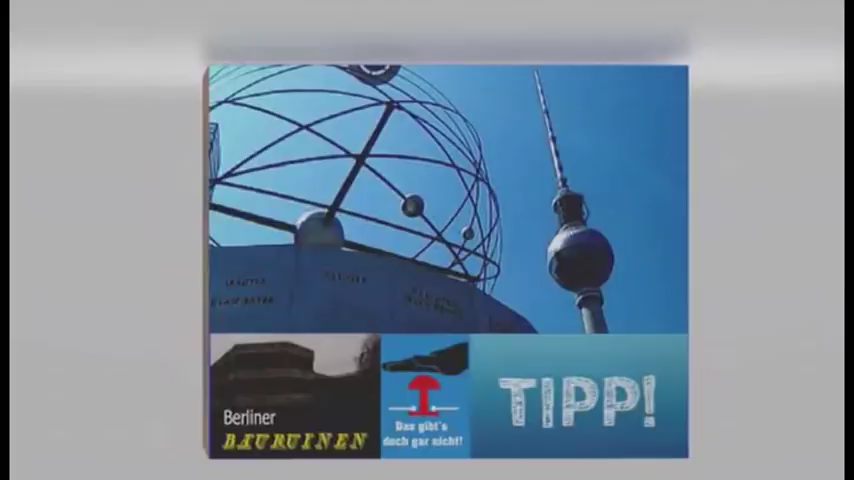 Berliner
BAURUINEN
Das gibt's
doch gar nicht!
TIPP!